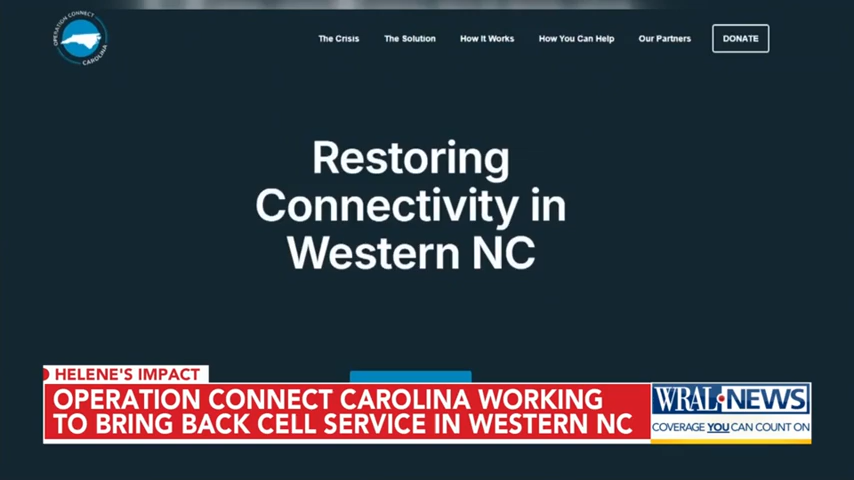 OPERATION CONNECT
CAROLINA
The Crisis
The Solution
How It Works
How You Can Help
Our Partners
DONATE
Restoring
Connectivity in
Western NC
HELENE'S IMPACT
OPERATION CONNECT CAROLINA WORKING
TO BRING BACK CELL SERVICE IN WESTERN NC
WRAL NEWS
COVERAGE YOU CAN COUNT ON